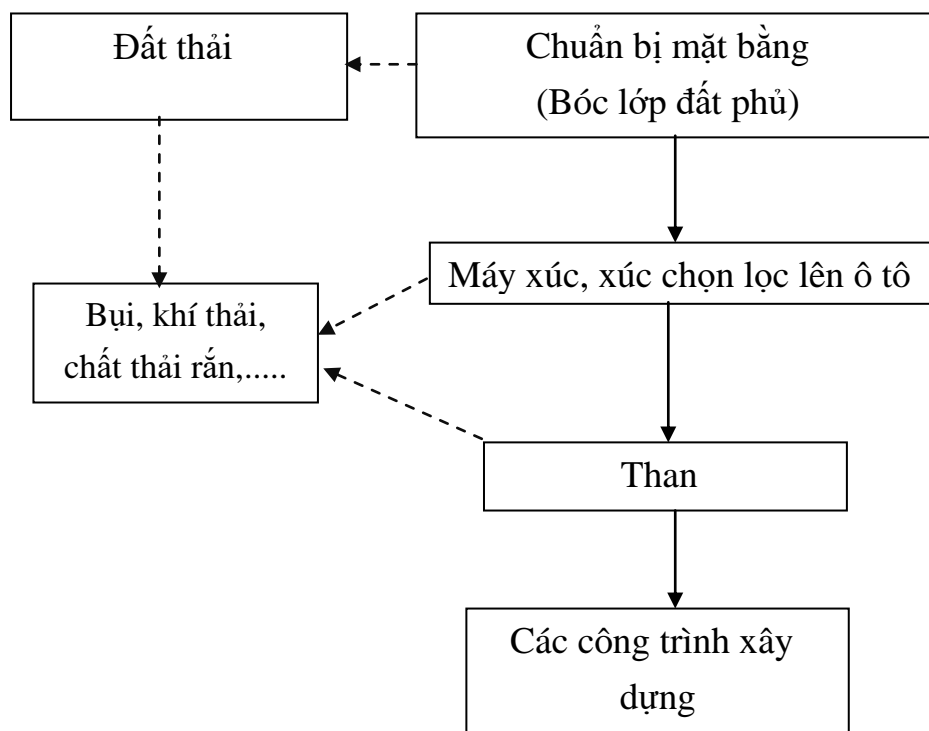 Đất thải
Chuẩn bị mặt bằng
(Bóc lớp đất phủ)
Máy xúc, xúc chọn lọc lên ô tô
Bụi, khí thải,
chất thải rắn,.....
Than
Các công trình xây
dựng